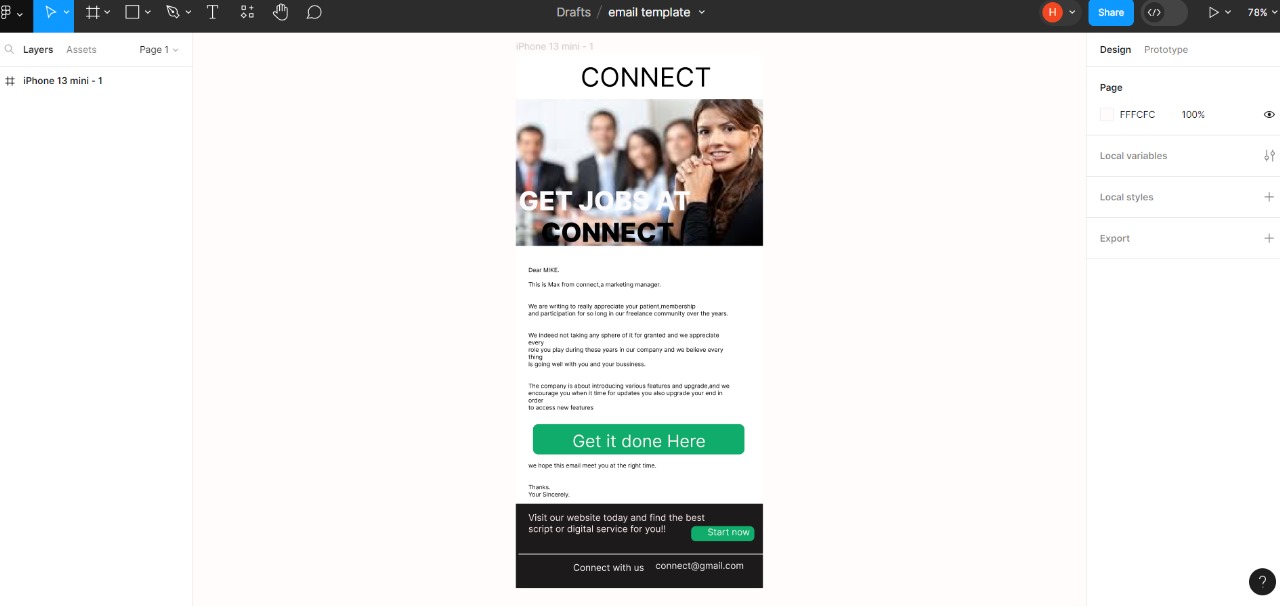 Drafts / email template
H
Share
78%
Layers
Assets
Page 1
iPhone 13 mini - 1
iPhone 13 mini - 1
CONNECT
GET JOBS AT
CONNECT
Dear MIKE.
This is Max from connect,a marketing manager.
We are writing to really appreciate your patient,membership
and participation for so long in our freelance community over the years.
We indeed not taking any sphere of it for granted and we appreciate
every
role you play during these years in our company and we believe every
thing
is going well with you and your bussiness.
The company is about introducing various features and upgrade,and we
encourage you when it time for updates you also upgrade your end in
order
to access new features
Get it done Here
we hope this email meet you at the right time.
Thanks.
Your Sincerely.
Visit our website today and find the best
script or digital service for you!!
Start now
Connect with us
connect@gmail.com
Design
Prototype
Page
FFFCFC
100%
Local variables
Local styles
Export
?